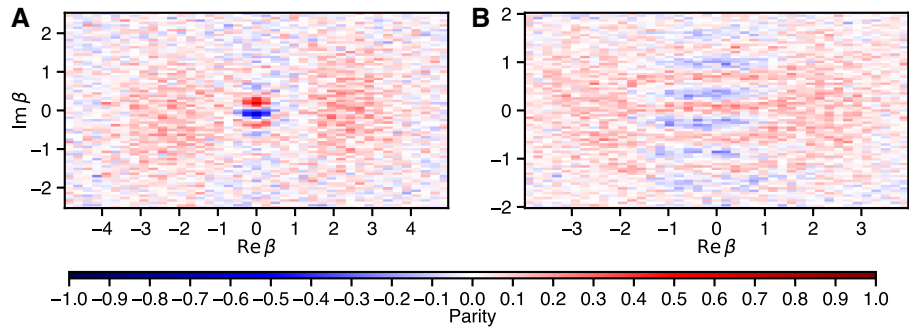 A
B
2
1
0
−1
−2
Im β
−4 −3 −2 −1 0 1 2 3 4
Re β
2
1
0
−1
−2
−3 −2 −1 0 1 2 3
Re β
−1.0 −0.9 −0.8 −0.7 −0.6 −0.5 −0.4 −0.3 −0.2 −0.1 0.0 0.1 0.2 0.3 0.4 0.5 0.6 0.7 0.8 0.9 1.0
Parity